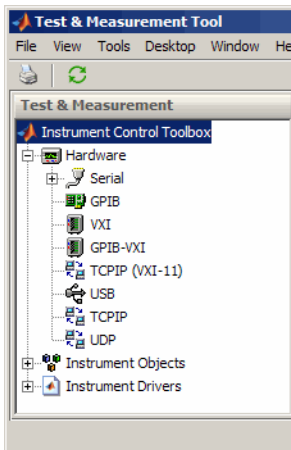 Test & Measurement Tool
File View Tools Desktop Window He
Test & Measurement
Instrument Control Toolbox
Hardware
Serial
GPIB
VXI
GPIB-VXI
TCPIP (VXI-11)
USB
TCPIP
UDP
Instrument Objects
Instrument Drivers